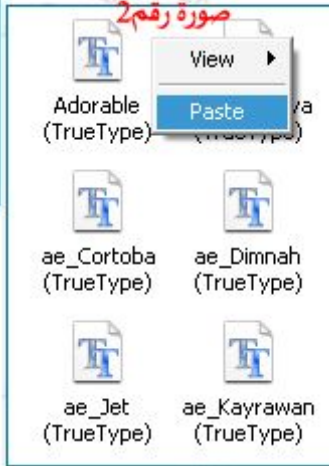 صورة رقم2
View
Paste
Adorable
(TrueType)
ae_Cortoba
(TrueType)
ae_Dimnah
(TrueType)
ae_Jet
(TrueType)
ae_Kayrawan
(TrueType)